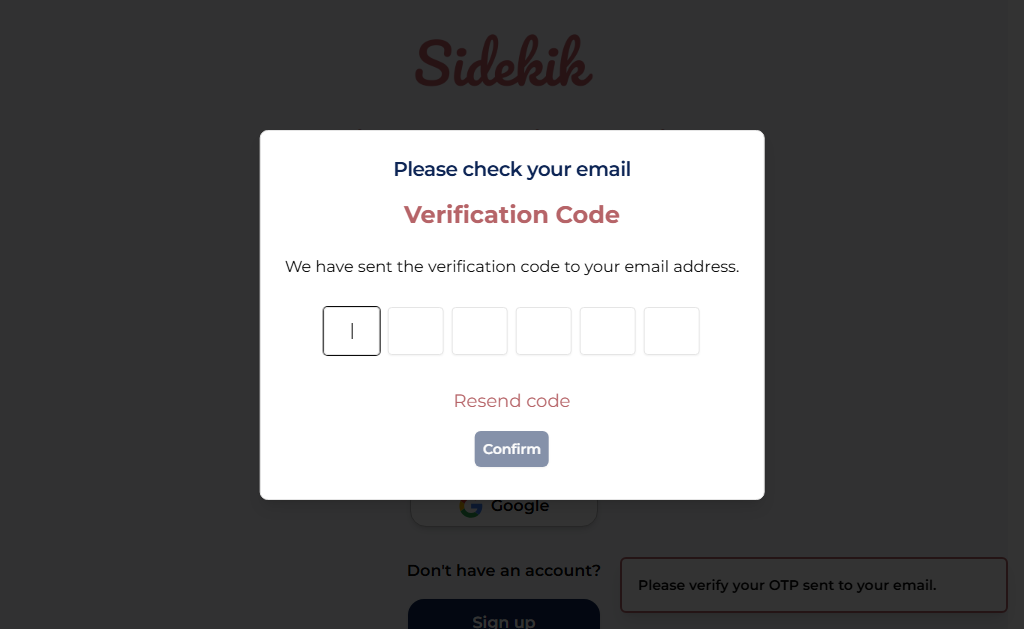 Sidekik
Please check your email
Verification Code
We have sent the verification code to your email address.
Resend code
Confirm
Google
Don't have an account?
Please verify your OTP sent to your email.
Sign up